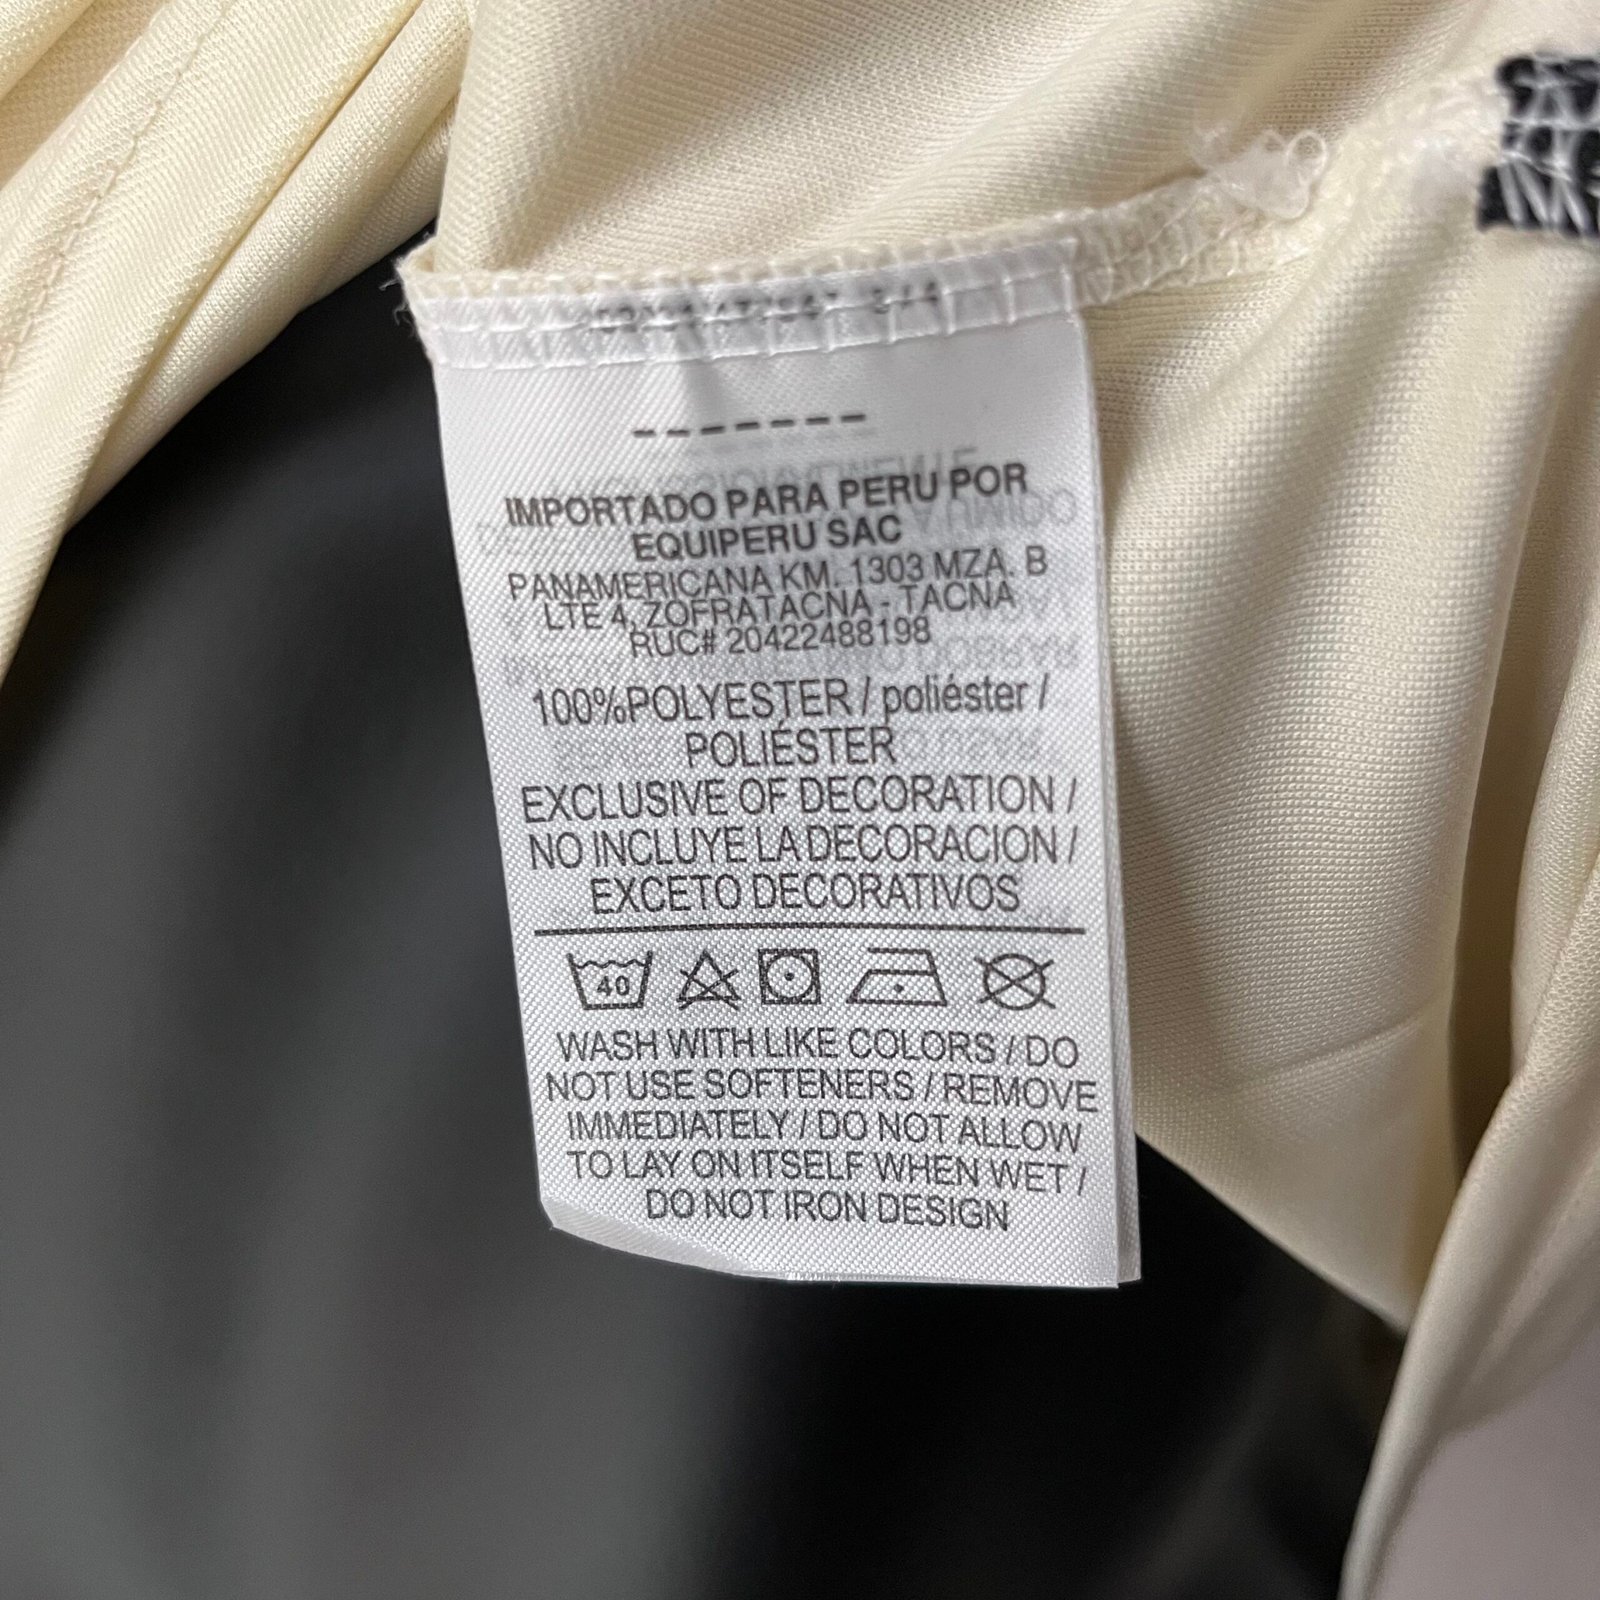 -------
IMPORTADO PARA PERU POR
EQUIPERU SAC
PANAMERICANA KM. 1303 MZA. B
LTE 4, ZOFRATACNA - TACNA
RUC# 20422488198
100%POLYESTER / poliéster /
POLIÉSTER
EXCLUSIVE OF DECORATION /
NO INCLUYE LA DECORACION /
EXCETO DECORATIVOS
40
WASH WITH LIKE COLORS / DO
NOT USE SOFTENERS / REMOVE
IMMEDIATELY / DO NOT ALLOW
TO LAY ON ITSELF WHEN WET /
DO NOT IRON DESIGN